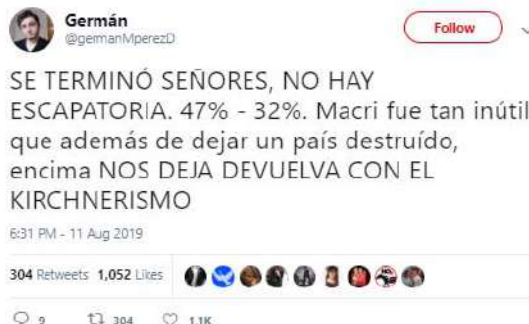 Germán
@germanMperezD
Follow
SE TERMINÓ SEÑORES, NO HAY
ESCAPATORIA. 47% - 32%. Macri fue tan inútil
que además de dejar un país destruído,
encima NOS DEJA DEVUELVA CON EL
KIRCHNERISMO
6:31 PM - 11 Aug 2019
304 Retweets 1,052 Likes
9 304 1.1K